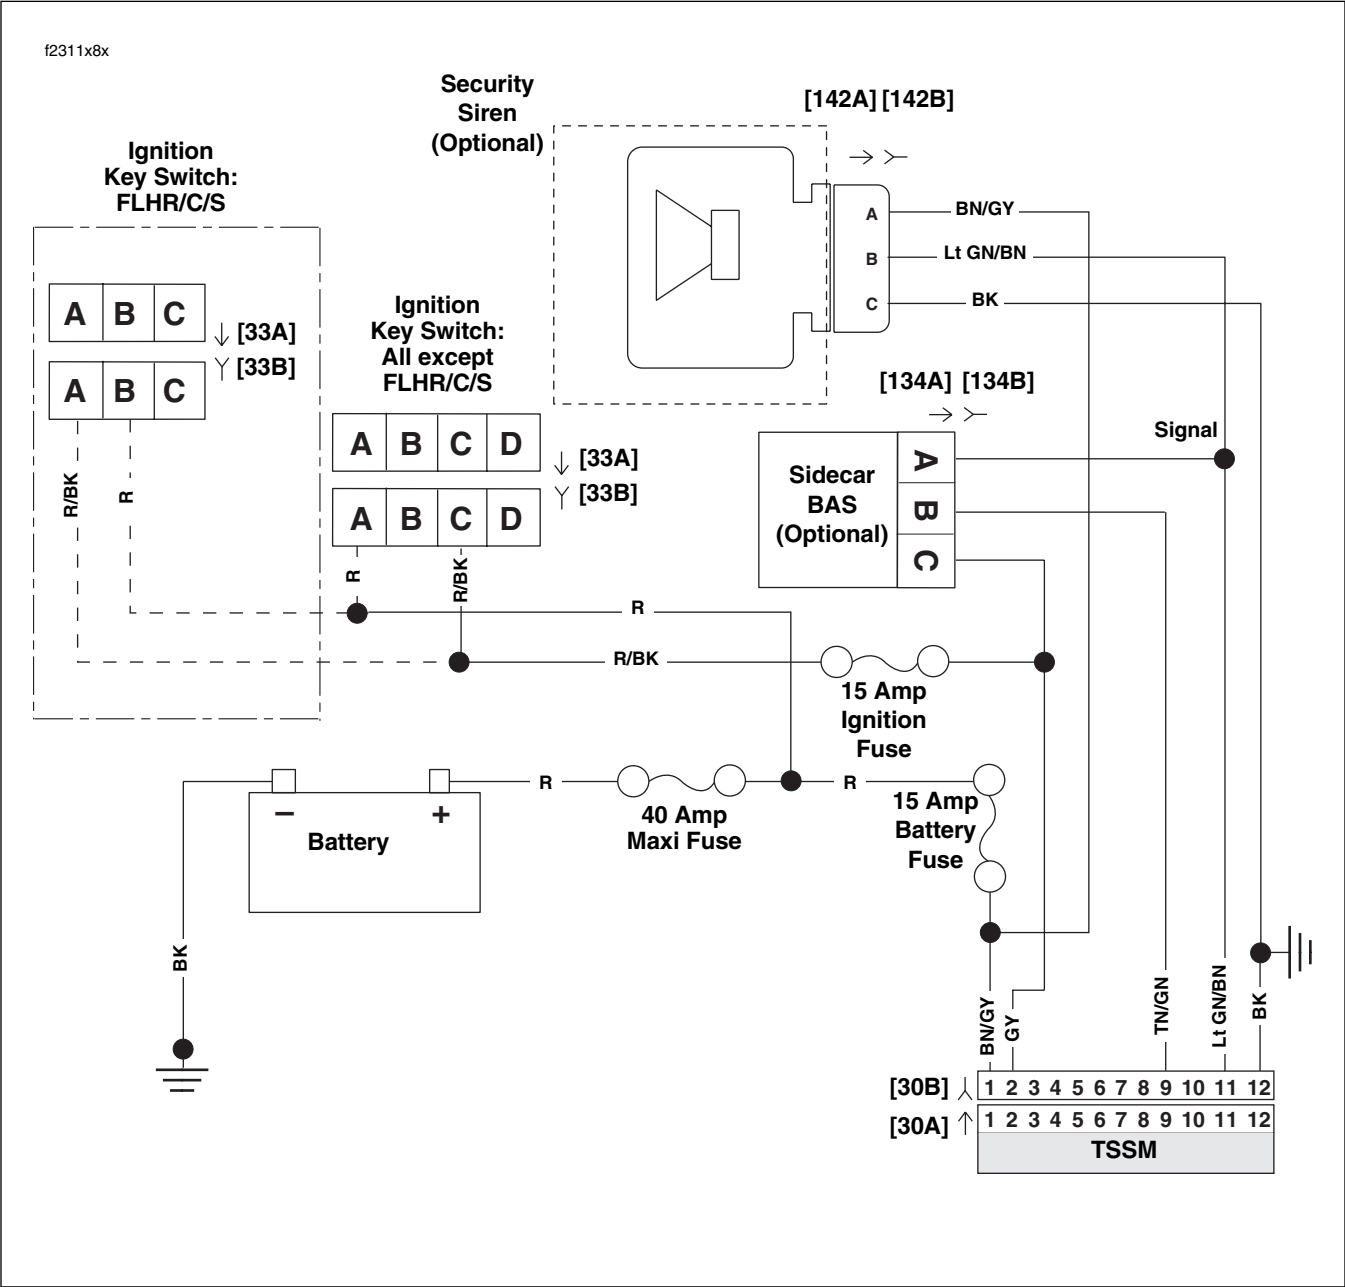 f2311x8x
Security
Siren
(Optional)
[142A] [142B]
Ignition
Key Switch:
FLHR/C/S
A B C
[33A]
A B C
[33B]
R/BK
R
Ignition
Key Switch:
All except
FLHR/C/S
A B C D
[33A]
A B C D
[33B]
R
R/BK
A
BN/GY
B
Lt GN/BN
C
BK
[134A] [134B]
Signal
Sidecar
BAS
(Optional)
A
B
C
R
R/BK
15 Amp
Ignition
Fuse
R
R
40 Amp
Maxi Fuse
15 Amp
Battery
Fuse
– +
Battery
BK
BN/GY
GY
TN/GN
Lt GN/BN
BK
[30B]
1 2 3 4 5 6 7 8 9 10 11 12
[30A]
1 2 3 4 5 6 7 8 9 10 11 12
TSSM